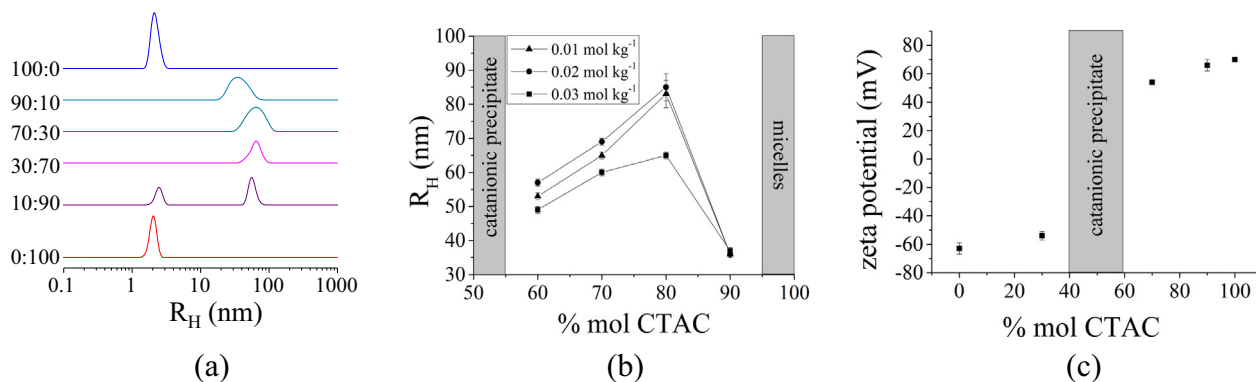 100:0
90:10
70:30
30:70
10:90
0:100
0.1 1 10 100 1000
R_H (nm)
(a)
R_H (nm)
100
90
80
70
60
50
40
30
catanionic precipitate
0.01 mol kg⁻¹
0.02 mol kg⁻¹
0.03 mol kg⁻¹
micelles
50 60 70 80 90 100
% mol CTAC
(b)
zeta potential (mV)
80
60
40
20
0
-20
-40
-60
-80
catanionic precipitate
0 20 40 60 80 100
% mol CTAC
(c)